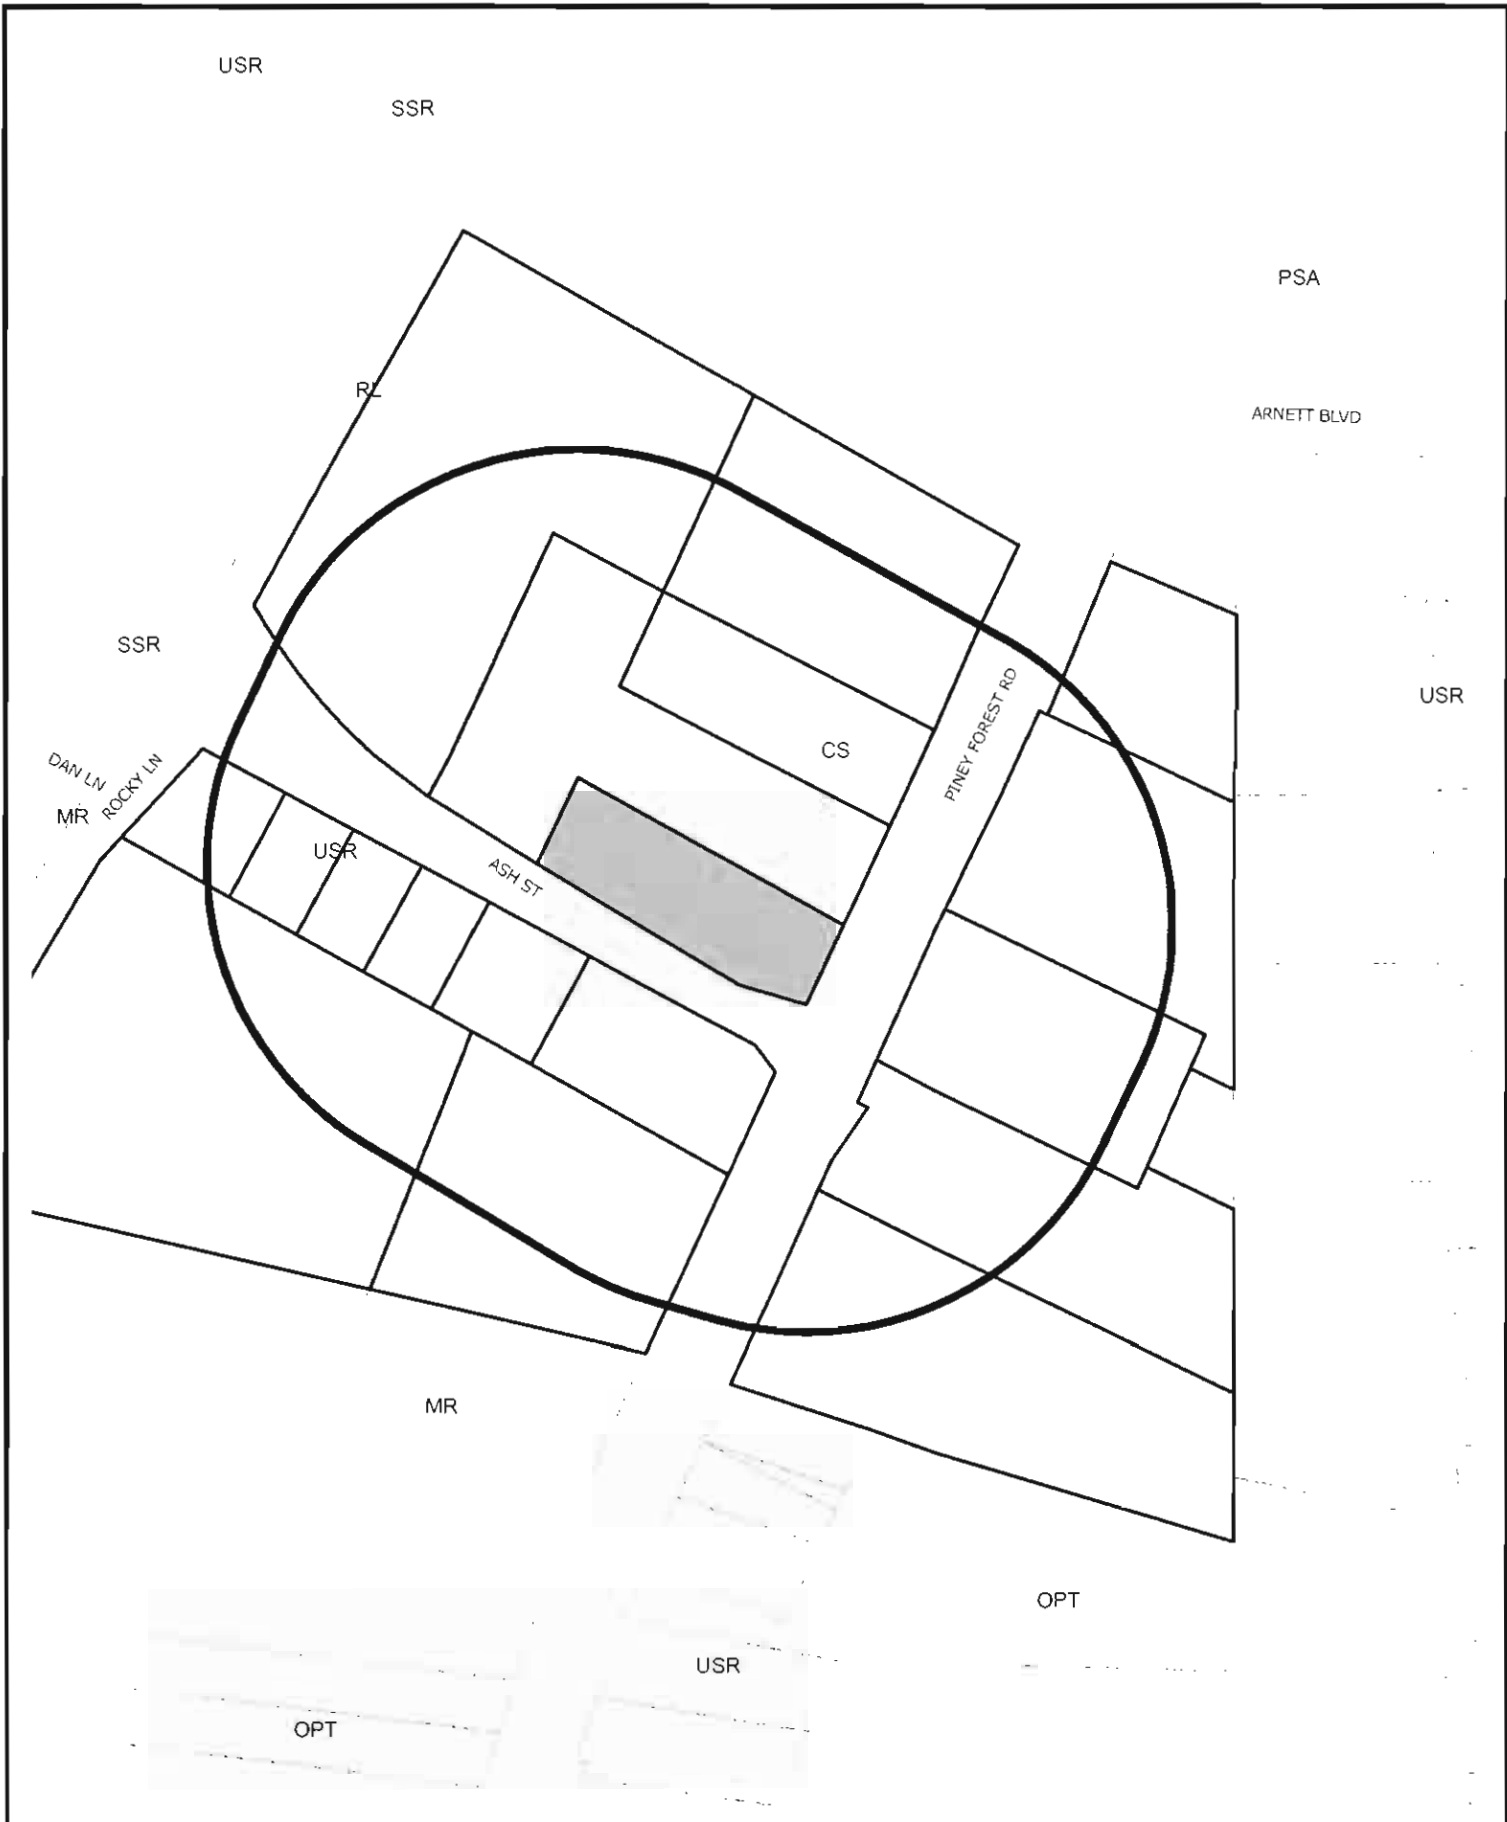 USR
SSR
PSA
RL
ARNETT BLVD
SSR
USR
PINEY FOREST RD
CS
DAN LN
ROCKY LN
MR
USR
ASH ST
MR
OPT
USR
OPT